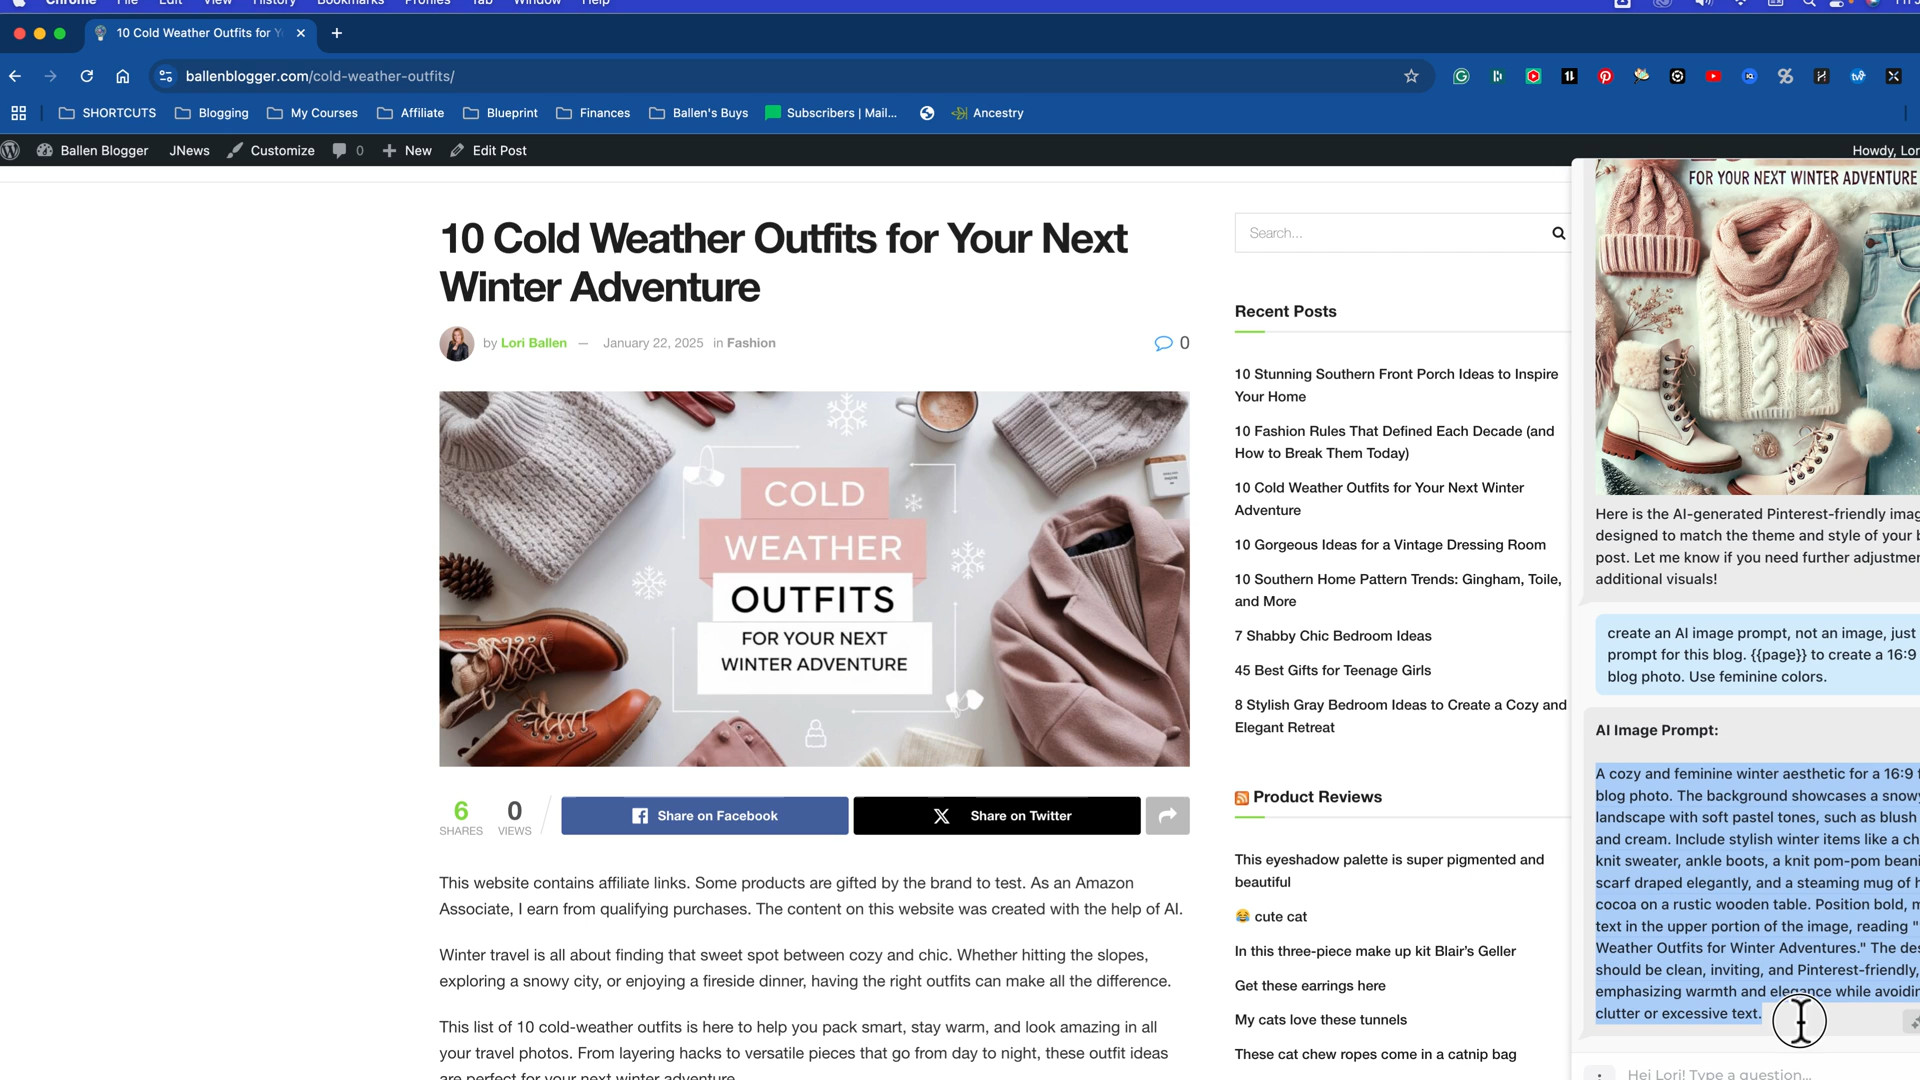 Chrome File Edit View History Bookmarks Profiles Tab Window Help
10 Cold Weather Outfits for
ballenblogger.com/cold-weather-outfits/
SHORTCUTS Blogging My Courses Affiliate Blueprint Finances Ballen's Buys Subscribers | Mail... Ancestry
Ballen Blogger JNews Customize 0 New Edit Post Howdy, Lor
10 Cold Weather Outfits for Your Next
Winter Adventure
by Lori Ballen — January 22, 2025 in Fashion 0
COLD
WEATHER
OUTFITS
FOR YOUR NEXT
WINTER ADVENTURE
6 SHARES
0 VIEWS
Share on Facebook
Share on Twitter
This website contains affiliate links. Some products are gifted by the brand to test. As an Amazon
Associate, I earn from qualifying purchases. The content on this website was created with the help of AI.
Winter travel is all about finding that sweet spot between cozy and chic. Whether hitting the slopes,
exploring a snowy city, or enjoying a fireside dinner, having the right outfits can make all the difference.
This list of 10 cold-weather outfits is here to help you pack smart, stay warm, and look amazing in all
your travel photos. From layering hacks to versatile pieces that go from day to night, these outfit ideas
are perfect for your next winter adventure.
Search...
Recent Posts
10 Stunning Southern Front Porch Ideas to Inspire
Your Home
10 Fashion Rules That Defined Each Decade (and
How to Break Them Today)
10 Cold Weather Outfits for Your Next Winter
Adventure
10 Gorgeous Ideas for a Vintage Dressing Room
10 Southern Home Pattern Trends: Gingham, Toile,
and More
7 Shabby Chic Bedroom Ideas
45 Best Gifts for Teenage Girls
8 Stylish Gray Bedroom Ideas to Create a Cozy and
Elegant Retreat
Product Reviews
This eyeshadow palette is super pigmented and
beautiful
😂 cute cat
In this three-piece make up kit Blair's Geller
Get these earrings here
My cats love these tunnels
These cat chew ropes come in a catnip bag
FOR YOUR NEXT WINTER ADVENTURE
Here is the AI-generated Pinterest-friendly imag
designed to match the theme and style of your b
post. Let me know if you need further adjustmen
additional visuals!
create an AI image prompt, not an image, just
prompt for this blog. {{page}} to create a 16:9
blog photo. Use feminine colors.
AI Image Prompt:
A cozy and feminine winter aesthetic for a 16:9 f
blog photo. The background showcases a snowy
landscape with soft pastel tones, such as blush
and cream. Include stylish winter items like a ch
knit sweater, ankle boots, a knit pom-pom beani
scarf draped elegantly, and a steaming mug of h
cocoa on a rustic wooden table. Position bold, m
text in the upper portion of the image, reading "
Weather Outfits for Winter Adventures." The des
should be clean, inviting, and Pinterest-friendly,
emphasizing warmth and elegance while avoidin
clutter or excessive text.
Hei Lori! Type a question...